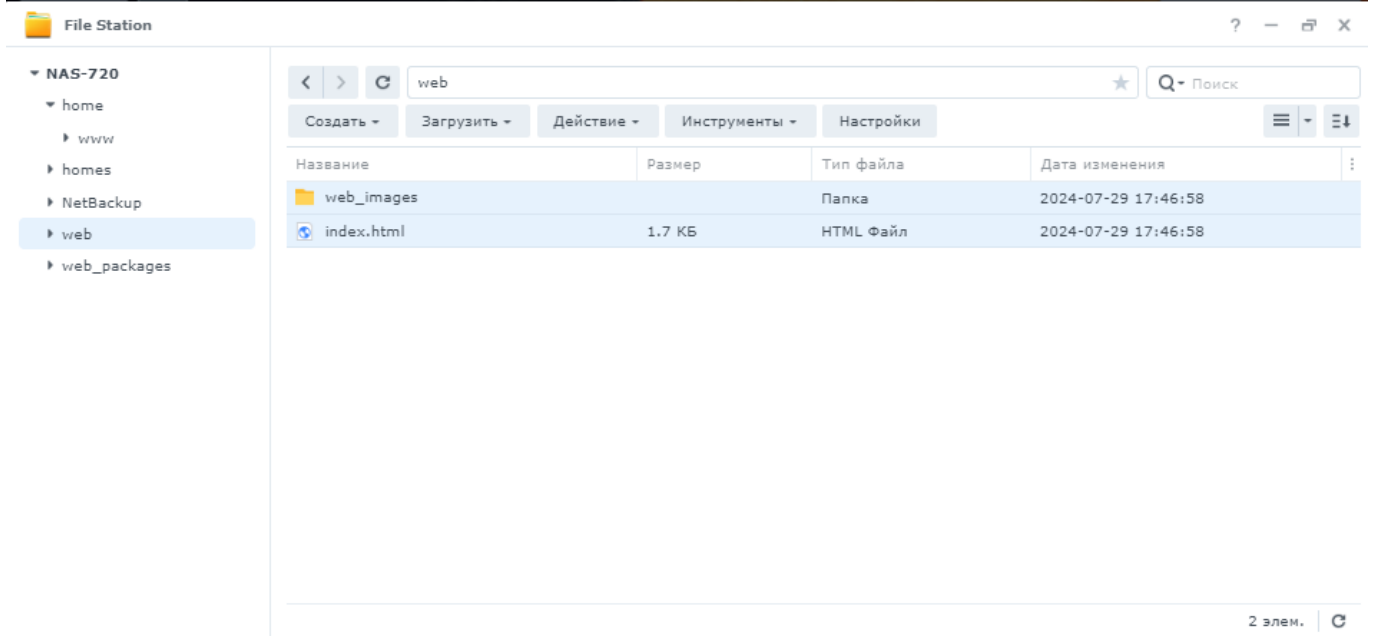 File Station
NAS-720
home
www
homes
NetBackup
web
web_packages
web
Поиск
Создать
Загрузить
Действие
Инструменты
Настройки
Название Размер Тип файла Дата изменения
web_images Папка 2024-07-29 17:46:58
index.html 1.7 КБ HTML Файл 2024-07-29 17:46:58
2 элем.